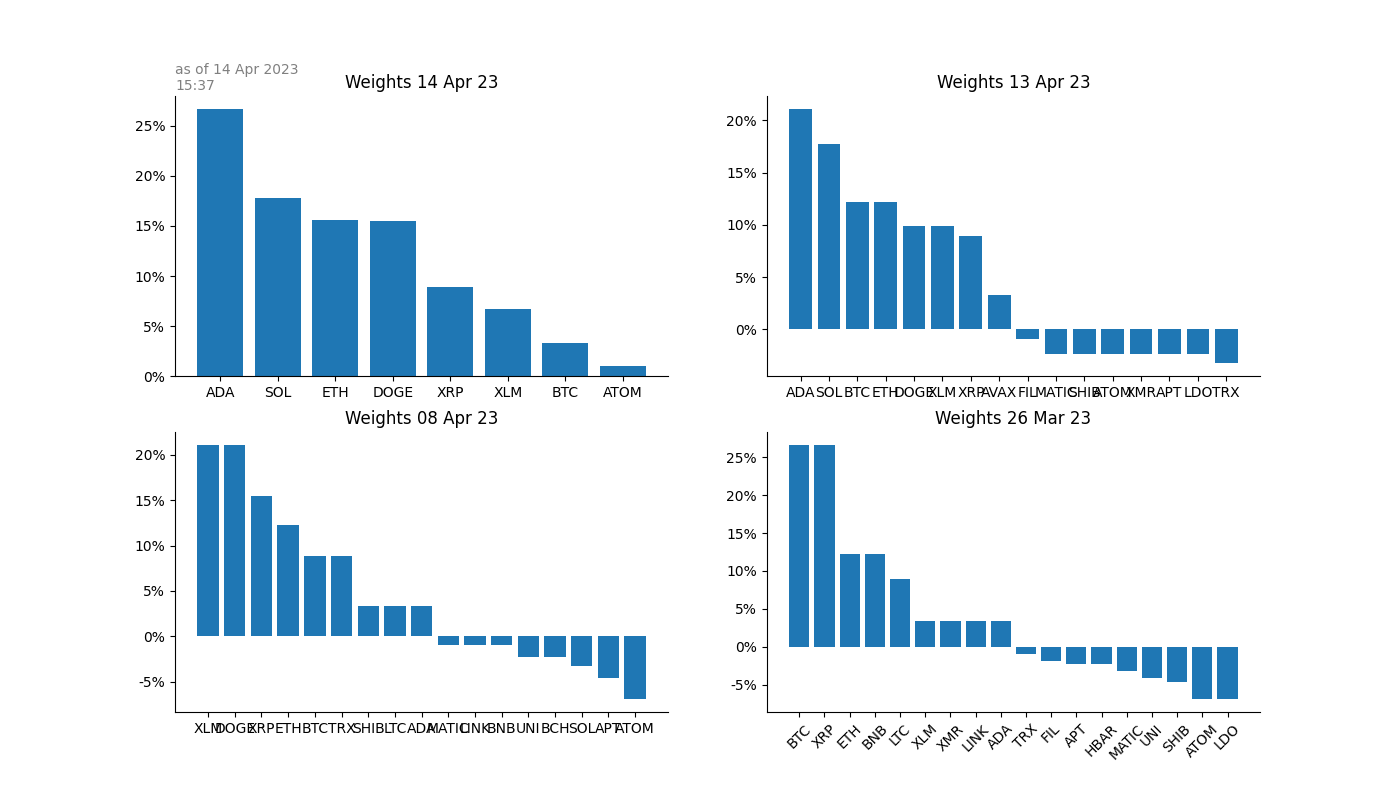 as of 14 Apr 2023
15:37
Weights 14 Apr 23
25%
20%
15%
10%
5%
0%
ADA SOL ETH DOGE XRP XLM BTC ATOM
Weights 13 Apr 23
20%
15%
10%
5%
0%
ADA SOL BTC ETH DOGE XLM XRP AVAX FIL MATIC SHIB ATOM XMR APT LDO TRX
Weights 08 Apr 23
20%
15%
10%
5%
0%
-5%
XLM DOGE XRP ETH BTC TRX SHIB LTC ADA MATIC LINK BNB UNI BCH SOL APT ATOM
Weights 26 Mar 23
25%
20%
15%
10%
5%
0%
-5%
BTC XRP ETH BNB LTC XLM XMR LINK ADA TRX FIL APT HBAR MATIC UNI SHIB ATOM LDO